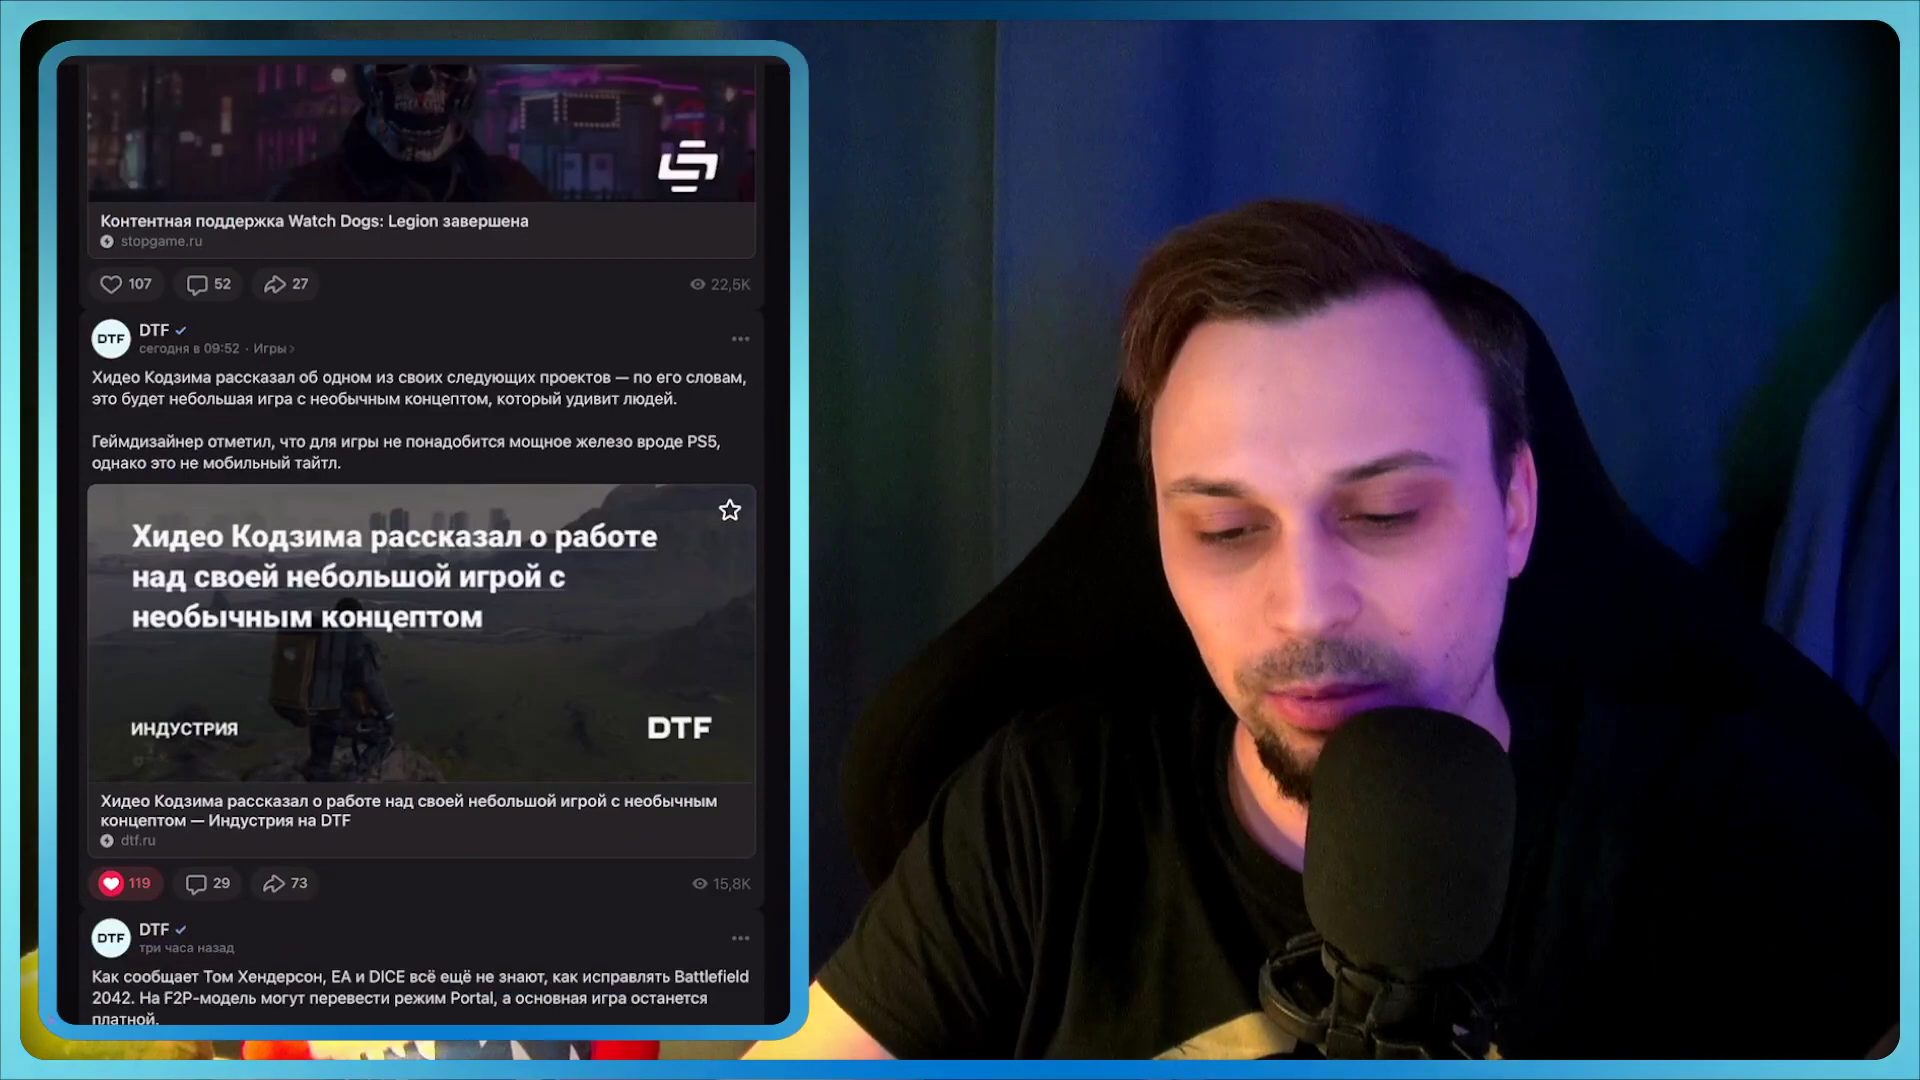 Контентная поддержка Watch Dogs: Legion завершена
stopgame.ru
107 52 27 22,5K
DTF
DTF
сегодня в 09:52 · Игры
Хидео Кодзима рассказал об одном из своих следующих проектов — по его словам,
это будет небольшая игра с необычным концептом, который удивит людей.
Геймдизайнер отметил, что для игры не понадобится мощное железо вроде PS5,
однако это не мобильный тайтл.
Хидео Кодзима рассказал о работе
над своей небольшой игрой с
необычным концептом
ИНДУСТРИЯ DTF
Хидео Кодзима рассказал о работе над своей небольшой игрой с необычным
концептом — Индустрия на DTF
dtf.ru
119 29 73 15,8K
DTF
DTF
три часа назад
Как сообщает Том Хендерсон, EA и DICE всё ещё не знают, как исправлять Battlefield
2042. На F2P-модель могут перевести режим Portal, а основная игра останется
платной.